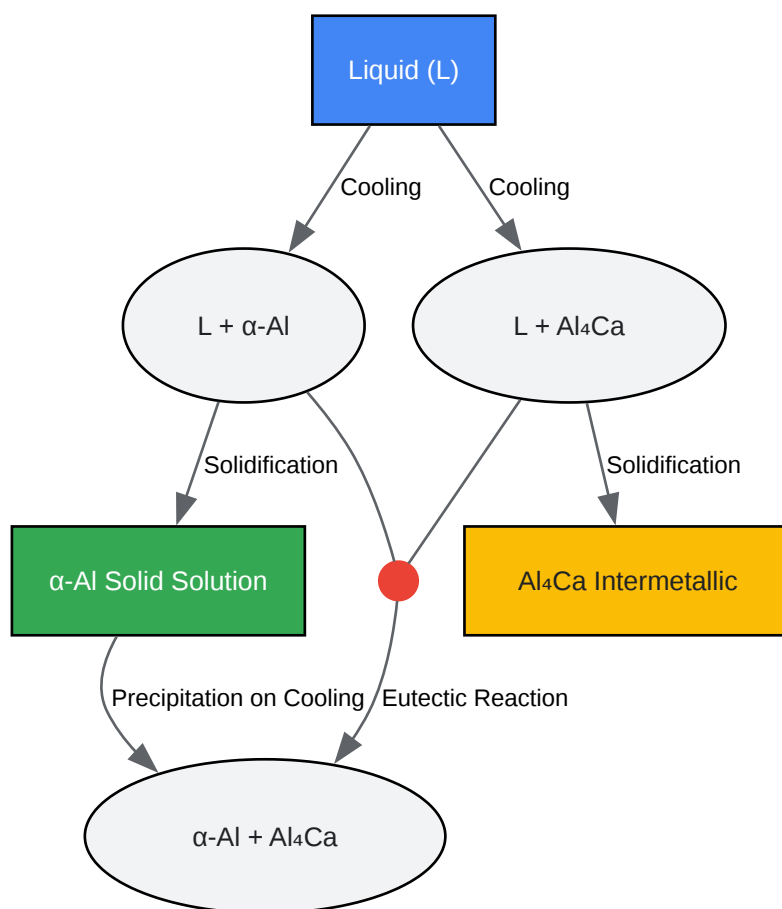 Liquid (L)
Cooling
Cooling
L + α-Al
L + Al₄Ca
Solidification
Solidification
α-Al Solid Solution
Al₄Ca Intermetallic
Precipitation on Cooling
Eutectic Reaction
α-Al + Al₄Ca